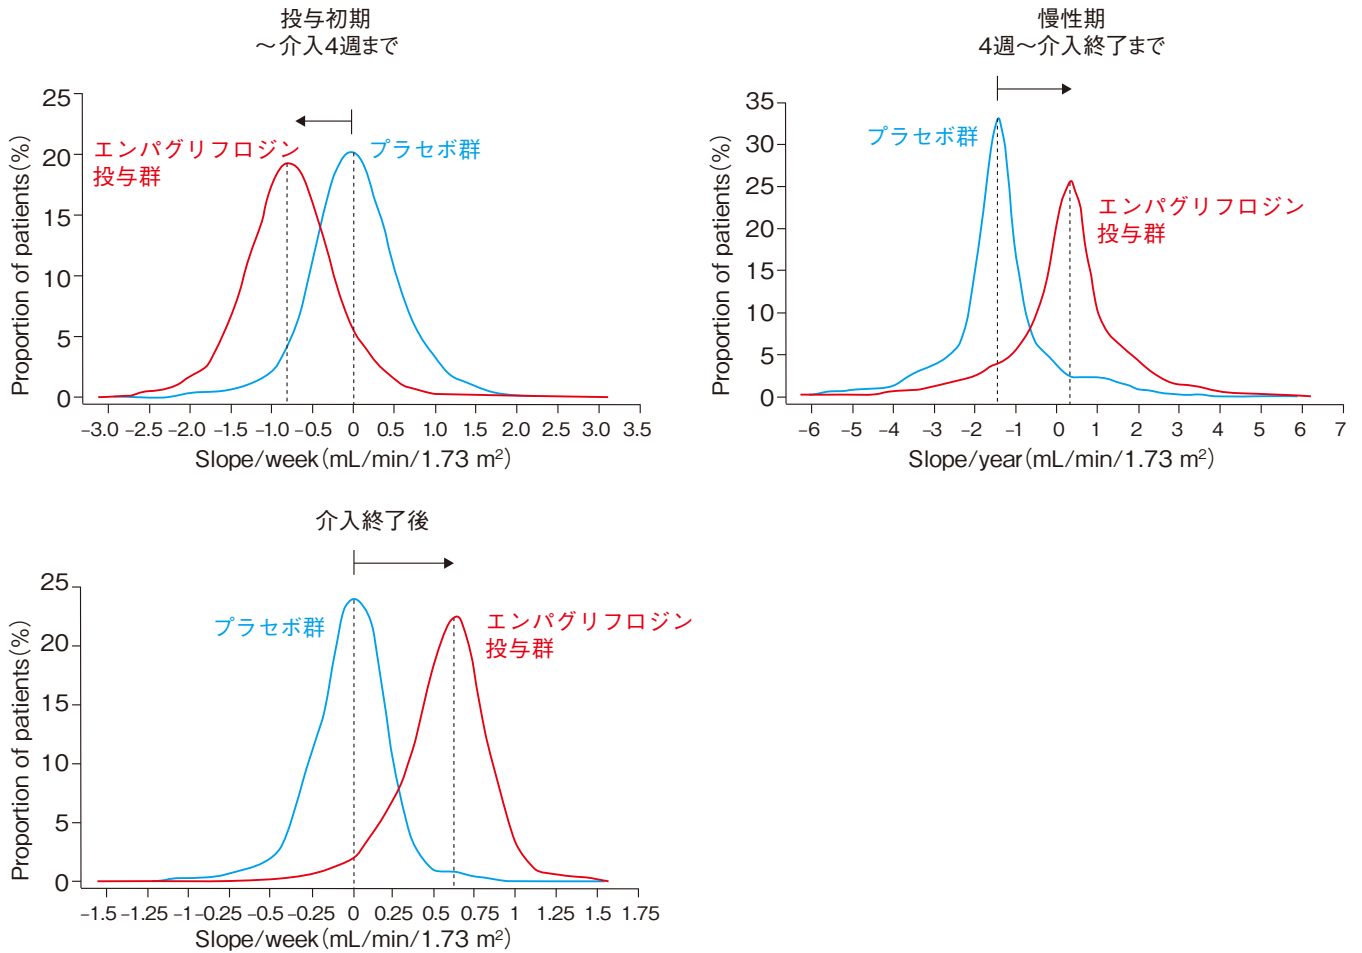 投与初期
～介入4週まで
25
20
15
10
5
0
Proportion of patients(%)
エンパグリフロジン
投与群
プラセボ群
-3.0 -2.5 -2.0 -1.5 -1.0 -0.5 0 0.5 1.0 1.5 2.0 2.5 3.0 3.5
Slope/week(mL/min/1.73 m²)
慢性期
4週～介入終了まで
35
30
25
20
15
10
5
0
Proportion of patients(%)
プラセボ群
エンパグリフロジン
投与群
-6 -5 -4 -3 -2 -1 0 1 2 3 4 5 6 7
Slope/year(mL/min/1.73 m²)
介入終了後
25
20
15
10
5
0
Proportion of patients(%)
プラセボ群
エンパグリフロジン
投与群
-1.5 -1.25 -1 -0.25 -0.5 -0.25 0 0.25 0.5 0.75 1 1.25 1.5 1.75
Slope/week(mL/min/1.73 m²)